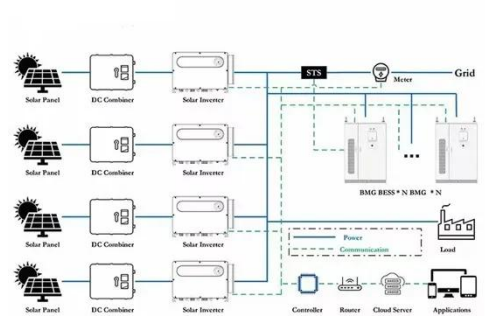 STS
Grid
Meter
Solar Panel
DC Combiner
Solar Inverter
Solar Panel
DC Combiner
Solar Inverter
BMG BESS * N BMG * N
Solar Panel
DC Combiner
Solar Inverter
Power
Communication
Load
Solar Panel
DC Combiner
Solar Inverter
Controller
Router
Cloud Server
Applications